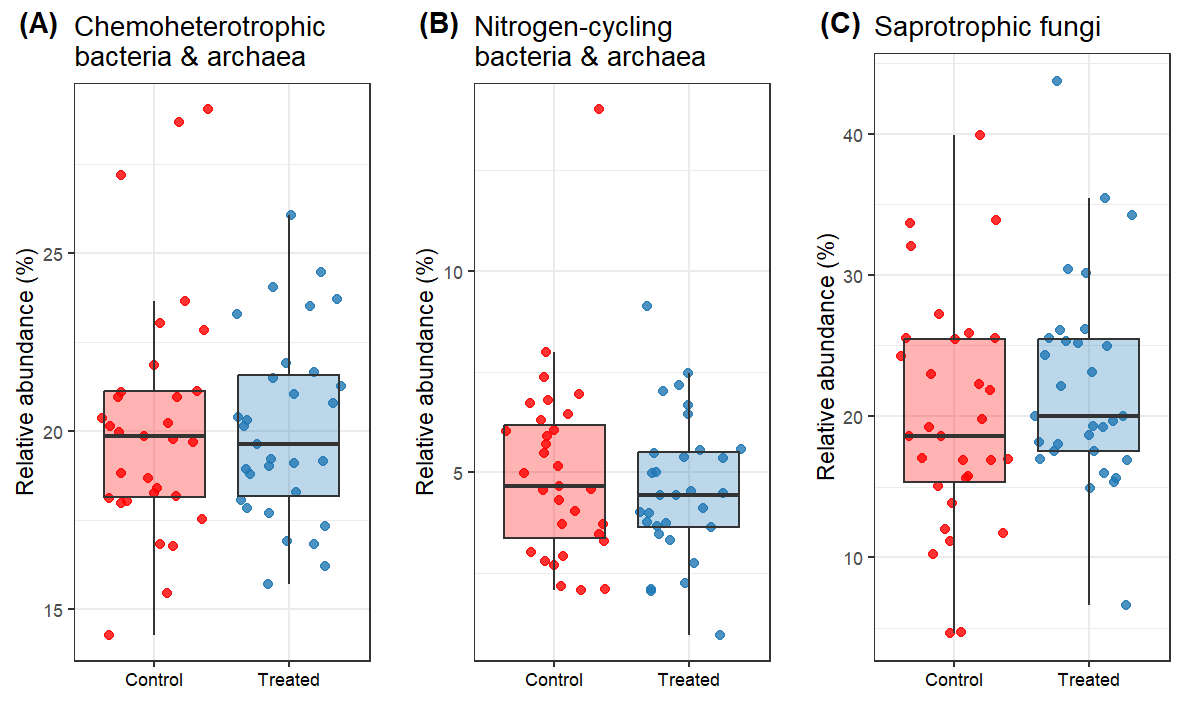 (A) Chemoheterotrophic
bacteria & archaea
Relative abundance (%)
25
20
15
Control Treated
(B) Nitrogen-cycling
bacteria & archaea
Relative abundance (%)
10
5
Control Treated
(C) Saprotrophic fungi
Relative abundance (%)
40
30
20
10
Control Treated